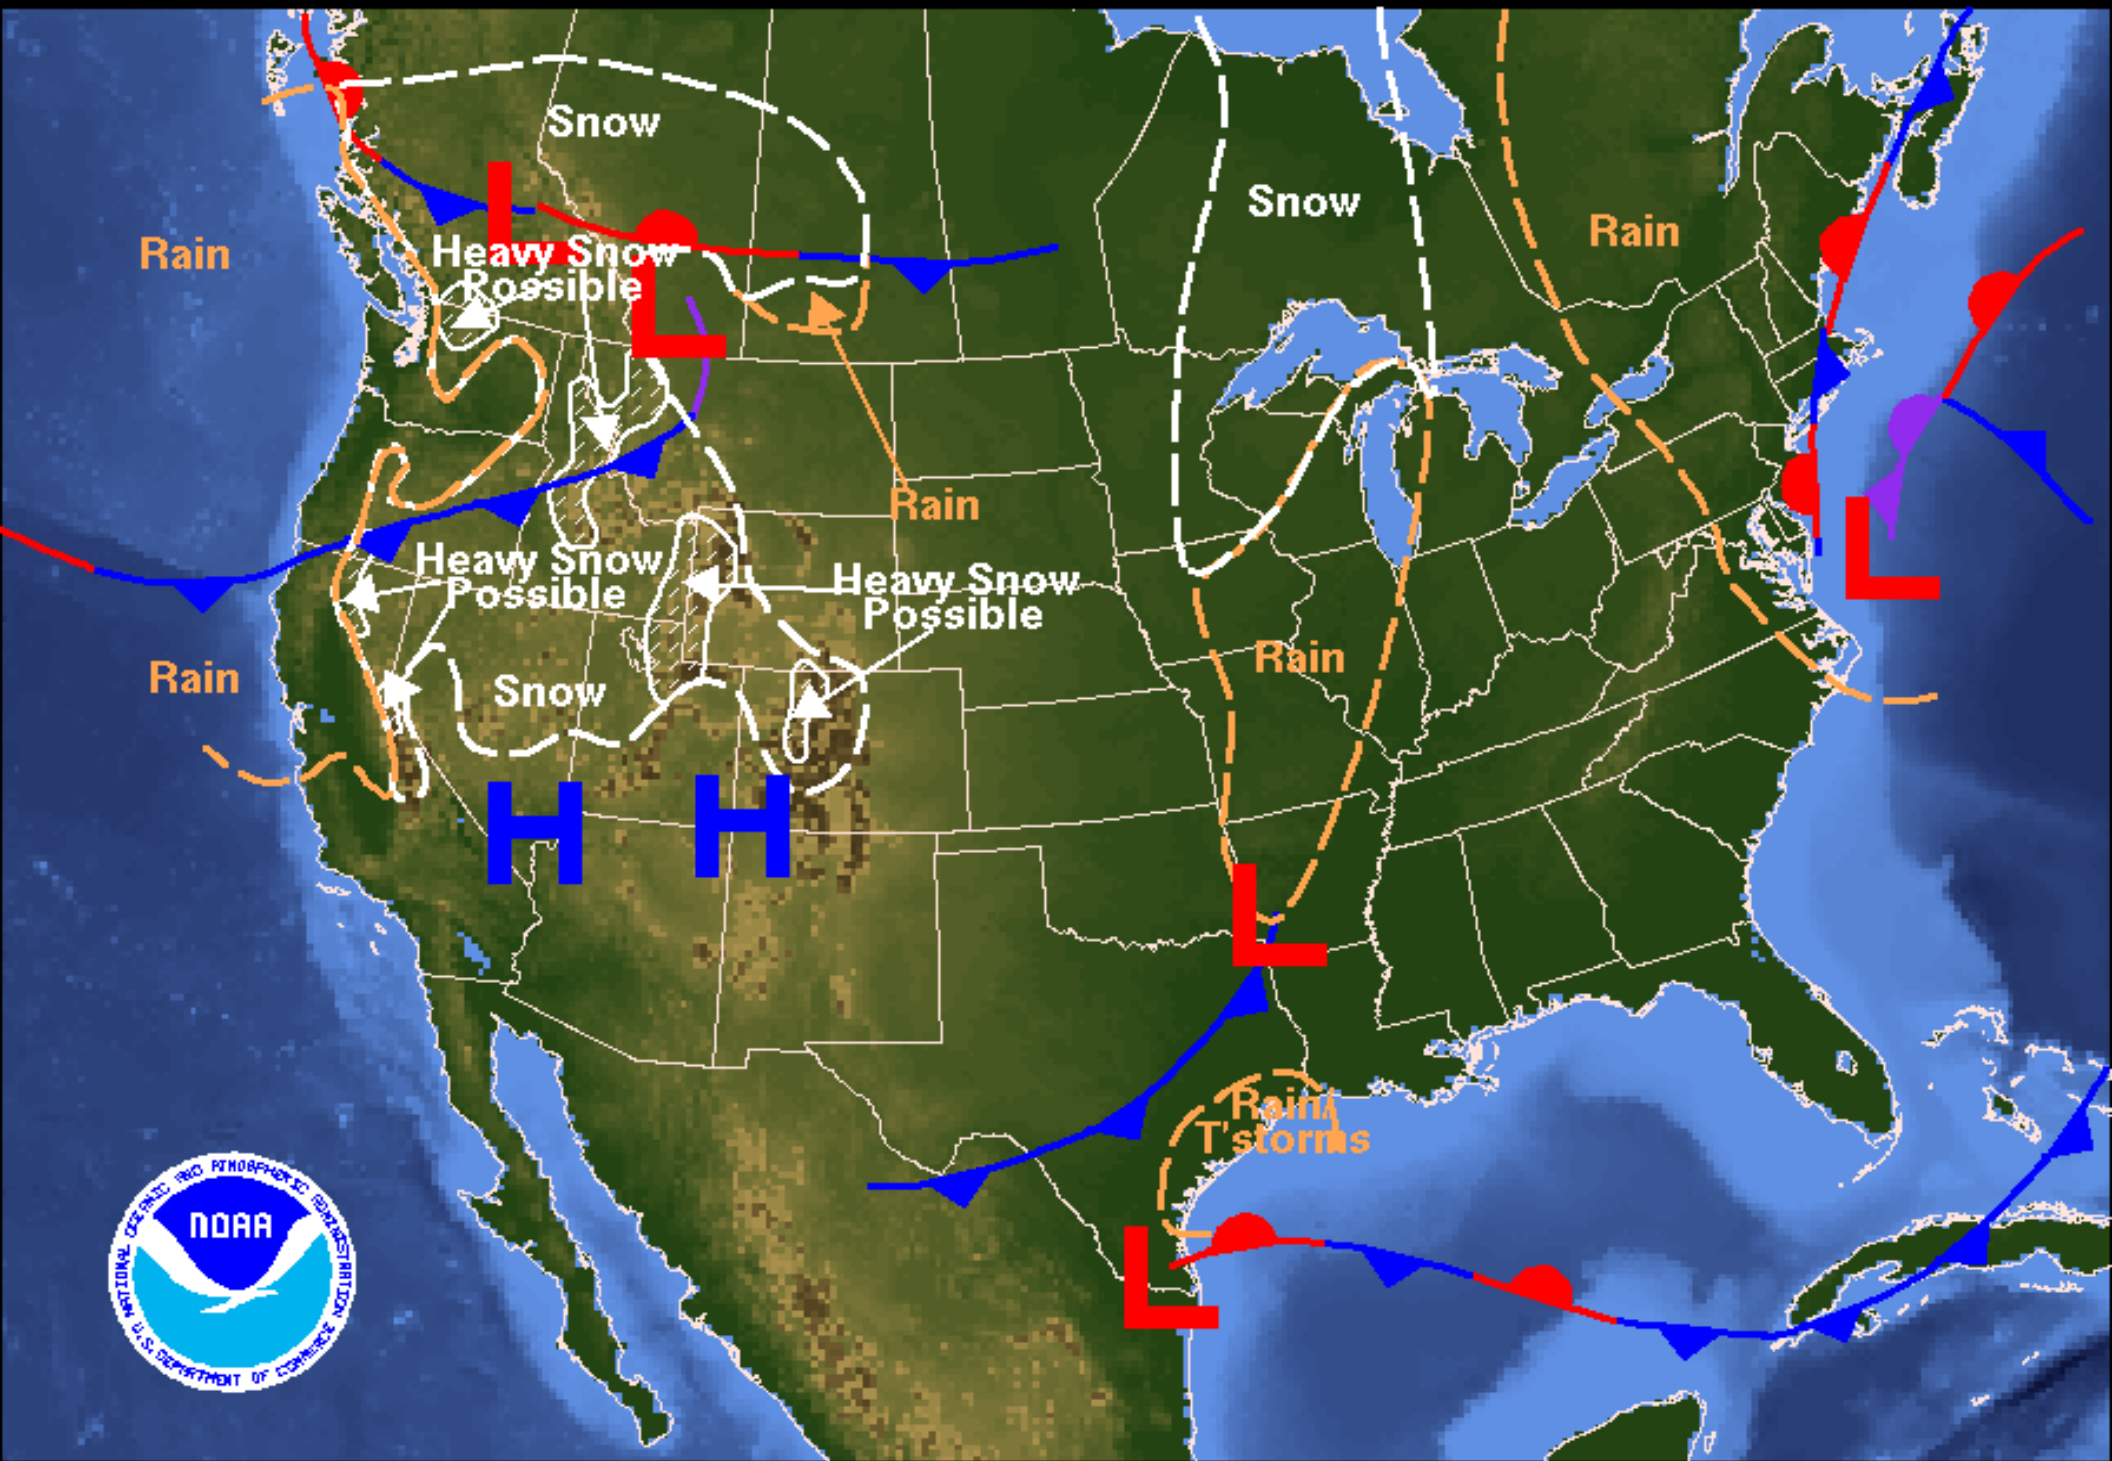 Snow
Snow
Rain
Rain
L
Heavy Snow
Possible
L
Rain
Heavy Snow
Possible
Heavy Snow
Possible
L
Rain
Rain
Snow
H
H
L
Rain/
T'storms
L
NOAA
NATIONAL OCEANIC AND ATMOSPHERIC ADMINISTRATION
U.S. DEPARTMENT OF COMMERCE